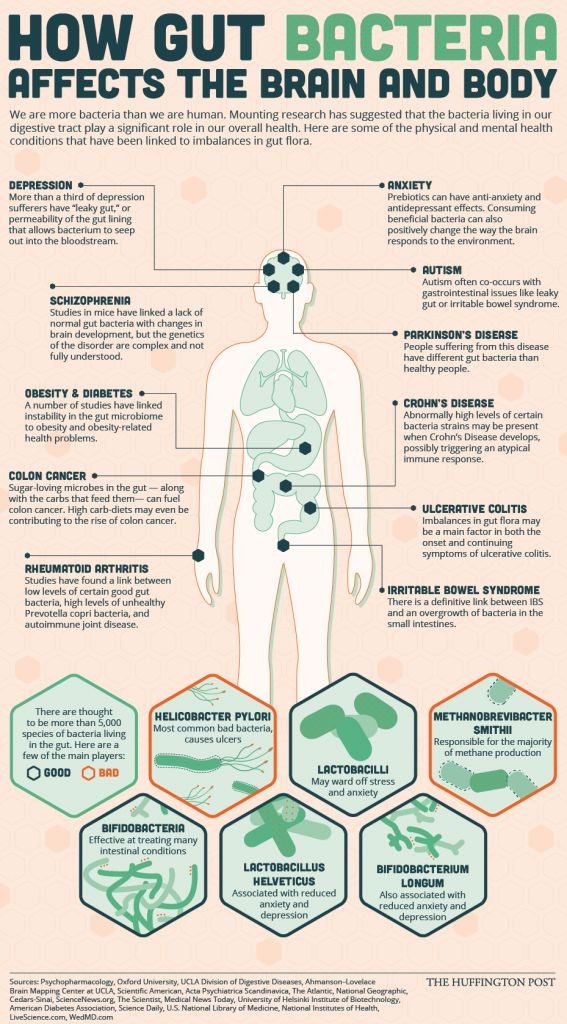 HOW GUT BACTERIA
AFFECTS THE BRAIN AND BODY
We are more bacteria than we are human. Mounting research has suggested that the bacteria living in our
digestive tract play a significant role in our overall health. Here are some of the physical and mental health
conditions that have been linked to imbalances in gut flora.
DEPRESSION
More than a third of depression
sufferers have “leaky gut,” or
permeability of the gut lining
that allows bacterium to seep
out into the bloodstream.
ANXIETY
Prebiotics can have anti-anxiety and
antidepressant effects. Consuming
beneficial bacteria can also
positively change the way the brain
responds to the environment.
AUTISM
Autism often co-occurs with
gastrointestinal issues like leaky
gut or irritable bowel syndrome.
SCHIZOPHRENIA
Studies in mice have linked a lack of
normal gut bacteria with changes in
brain development, but the genetics
of the disorder are complex and not
fully understood.
PARKINSON'S DISEASE
People suffering from this disease
have different gut bacteria than
healthy people.
OBESITY & DIABETES
A number of studies have linked
instability in the gut microbiome
to obesity and obesity-related
health problems.
CROHN'S DISEASE
Abnormally high levels of certain
bacteria strains may be present
when Crohn's Disease develops,
possibly triggering an atypical
immune response.
COLON CANCER
Sugar-loving microbes in the gut — along
with the carbs that feed them— can fuel
colon cancer. High carb-diets may even be
contributing to the rise of colon cancer.
ULCERATIVE COLITIS
Imbalances in gut flora may
be a main factor in both the
onset and continuing
symptoms of ulcerative colitis.
RHEUMATOID ARTHRITIS
Studies have found a link between
low levels of certain good gut
bacteria, high levels of unhealthy
Prevotella copri bacteria, and
autoimmune joint disease.
IRRITABLE BOWEL SYNDROME
There is a definitive link between IBS
and an overgrowth of bacteria in the
small intestines.
There are thought
to be more than 5,000
species of bacteria living
in the gut. Here are a
few of the main players:
GOOD BAD
HELICOBACTER PYLORI
Most common bad bacteria,
causes ulcers
LACTOBACILLI
May ward off stress
and anxiety
METHANOBREVIBACTER
SMITHII
Responsible for the majority
of methane production
BIFIDOBACTERIA
Effective at treating many
intestinal conditions
LACTOBACILLUS
HELVETICUS
Associated with reduced
anxiety and
depression
BIFIDOBACTERIUM
LONGUM
Also associated with
reduced anxiety and
depression
Sources: Psychopharmacology, Oxford University, UCLA Division of Digestive Diseases, Ahmanson–Lovelace
Brain Mapping Center at UCLA, Scientific American, Acta Psychiatrica Scandinavica, The Atlantic, National Geographic,
Cedars-Sinai, ScienceNews.org, The Scientist, Medical News Today, University of Helsinki Institute of Biotechnology,
American Diabetes Association, Science Daily, U.S. National Library of Medicine, National Institutes of Health,
LiveScience.com, WedMD.com
THE HUFFINGTON POST